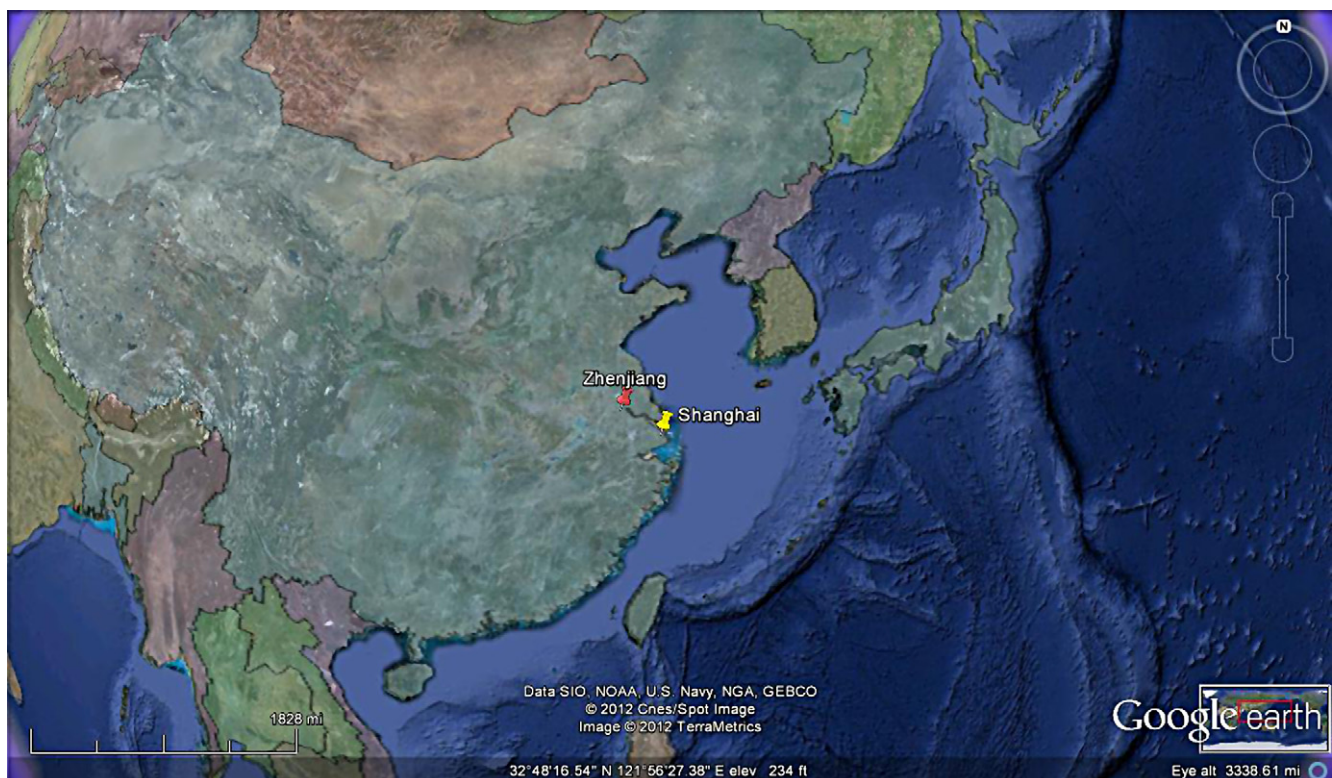 N
Zhenjiang
Shanghai
Data SIO, NOAA, U.S. Navy, NGA, GEBCO
© 2012 Cnes/Spot Image
Image © 2012 TerraMetrics
1828 mi
Google earth
32°48'16.54" N 121°56'27.38" E elev 234 ft
Eye alt 3338.61 mi